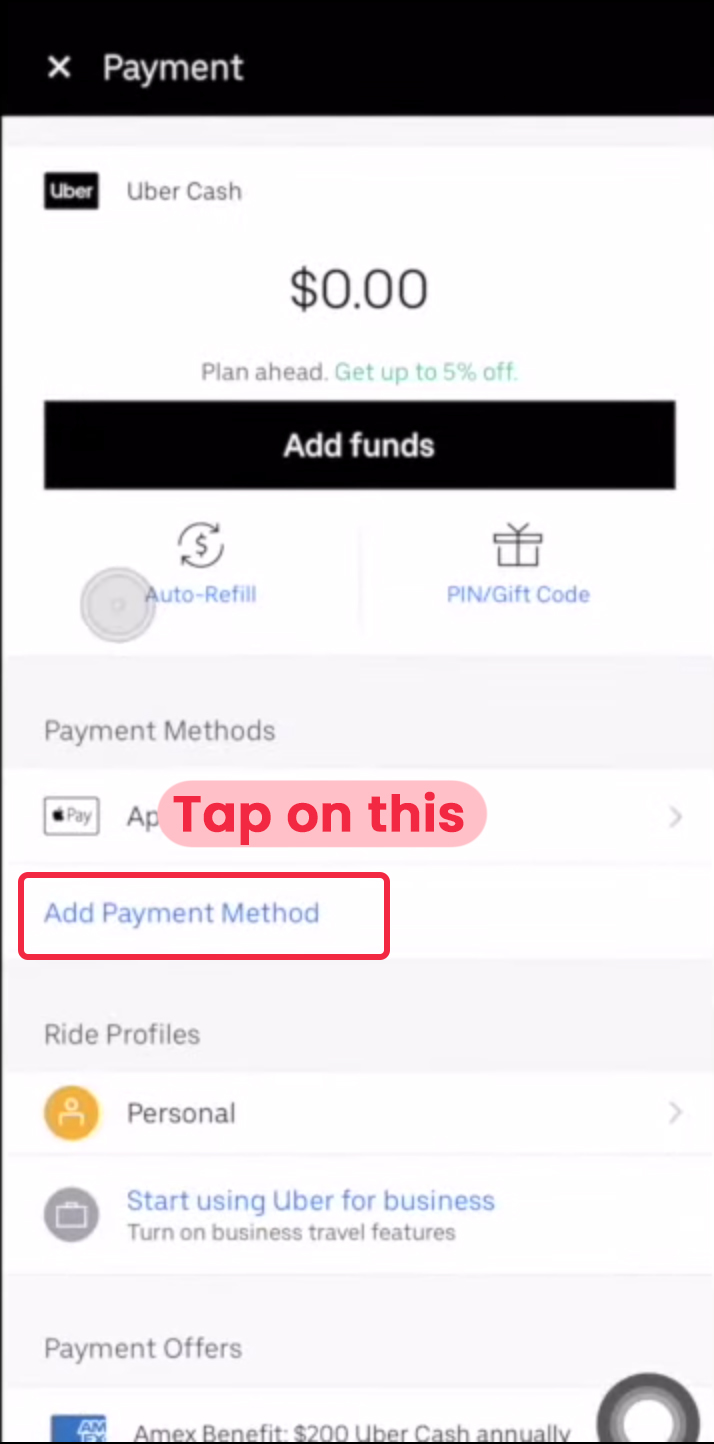 Payment
Uber
Uber Cash
$0.00
Plan ahead. Get up to 5% off.
Add funds
Auto-Refill
PIN/Gift Code
Payment Methods
Pay
Ap
Tap on this
Add Payment Method
Ride Profiles
Personal
Start using Uber for business
Turn on business travel features
Payment Offers
AM
EX
Amex Benefit: $200 Uber Cash annually